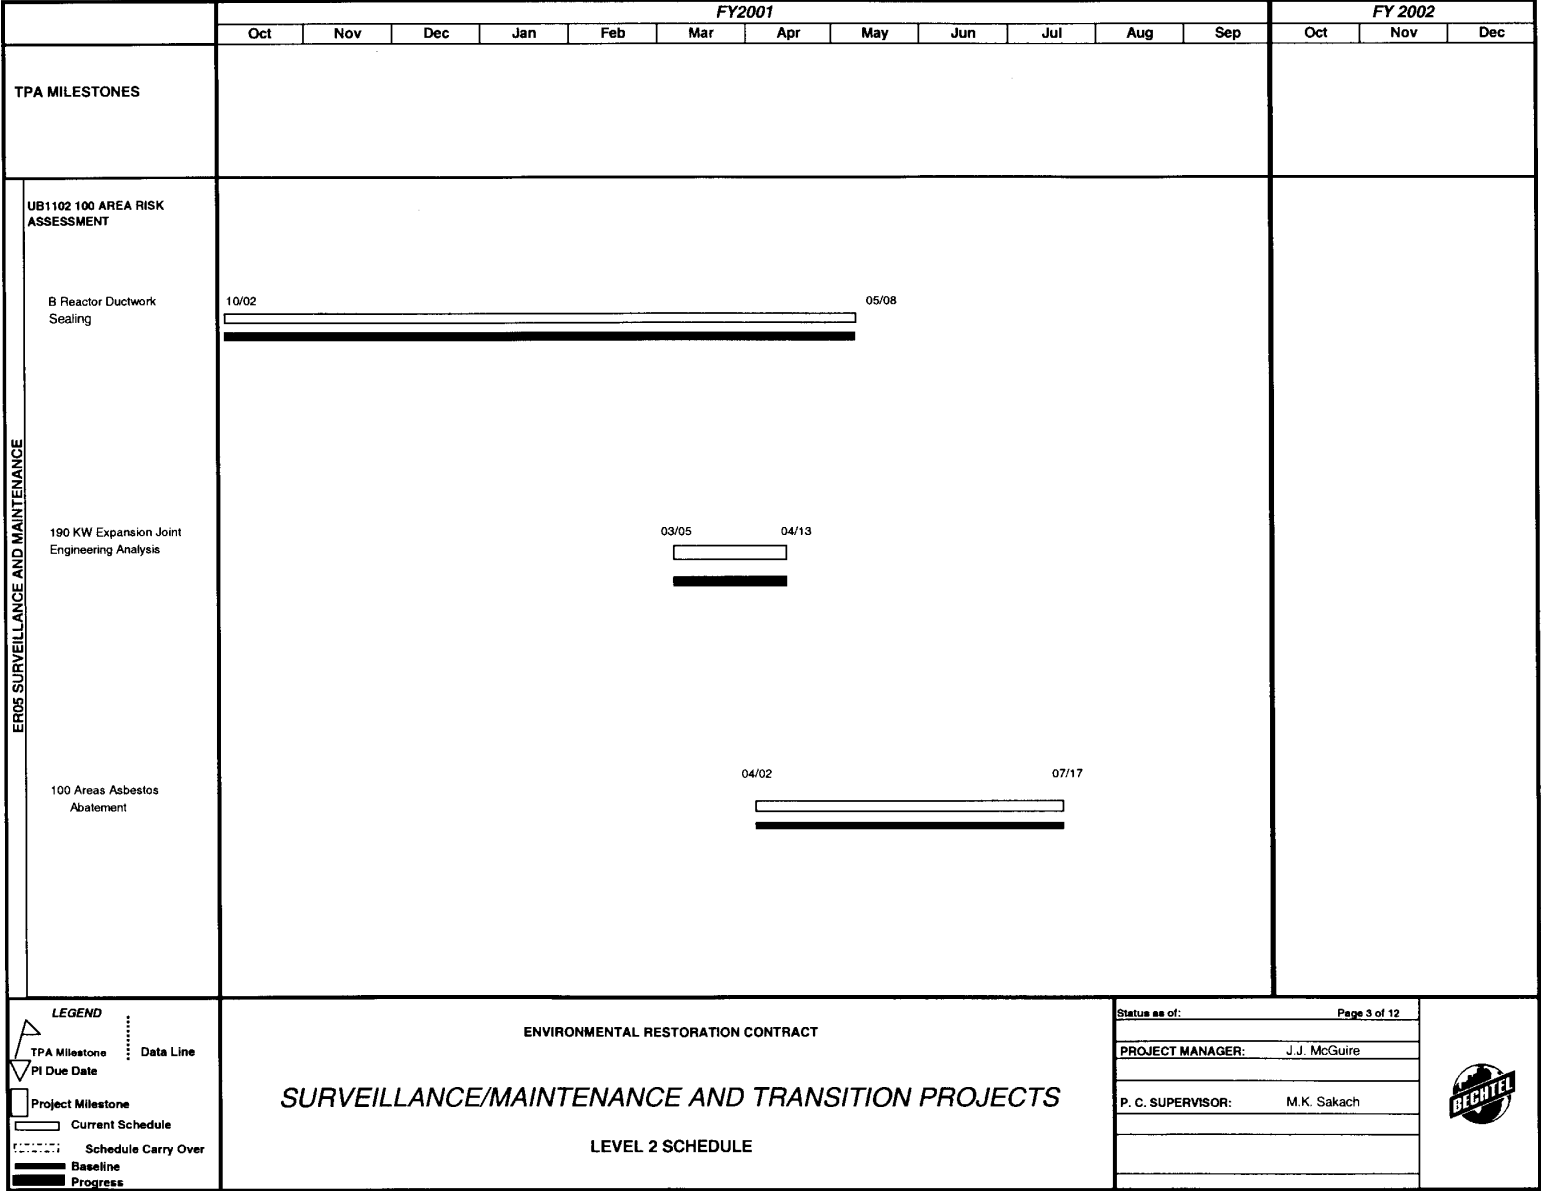 FY2001 FY 2002
Oct Nov Dec Jan Feb Mar Apr May Jun Jul Aug Sep Oct Nov Dec
TPA MILESTONES
ER05 SURVEILLANCE AND MAINTENANCE
UB1102 100 AREA RISK
ASSESSMENT
B Reactor Ductwork
Sealing
10/02 05/08
190 KW Expansion Joint
Engineering Analysis
03/05 04/13
100 Areas Asbestos
Abatement
04/02 07/17
LEGEND
TPA Milestone Data Line
PI Due Date
Project Milestone
Current Schedule
Schedule Carry Over
Baseline
Progress
ENVIRONMENTAL RESTORATION CONTRACT
SURVEILLANCE/MAINTENANCE AND TRANSITION PROJECTS
LEVEL 2 SCHEDULE
Status as of: Page 3 of 12
PROJECT MANAGER: J.J. McGuire
P. C. SUPERVISOR: M.K. Sakach
BECHTEL